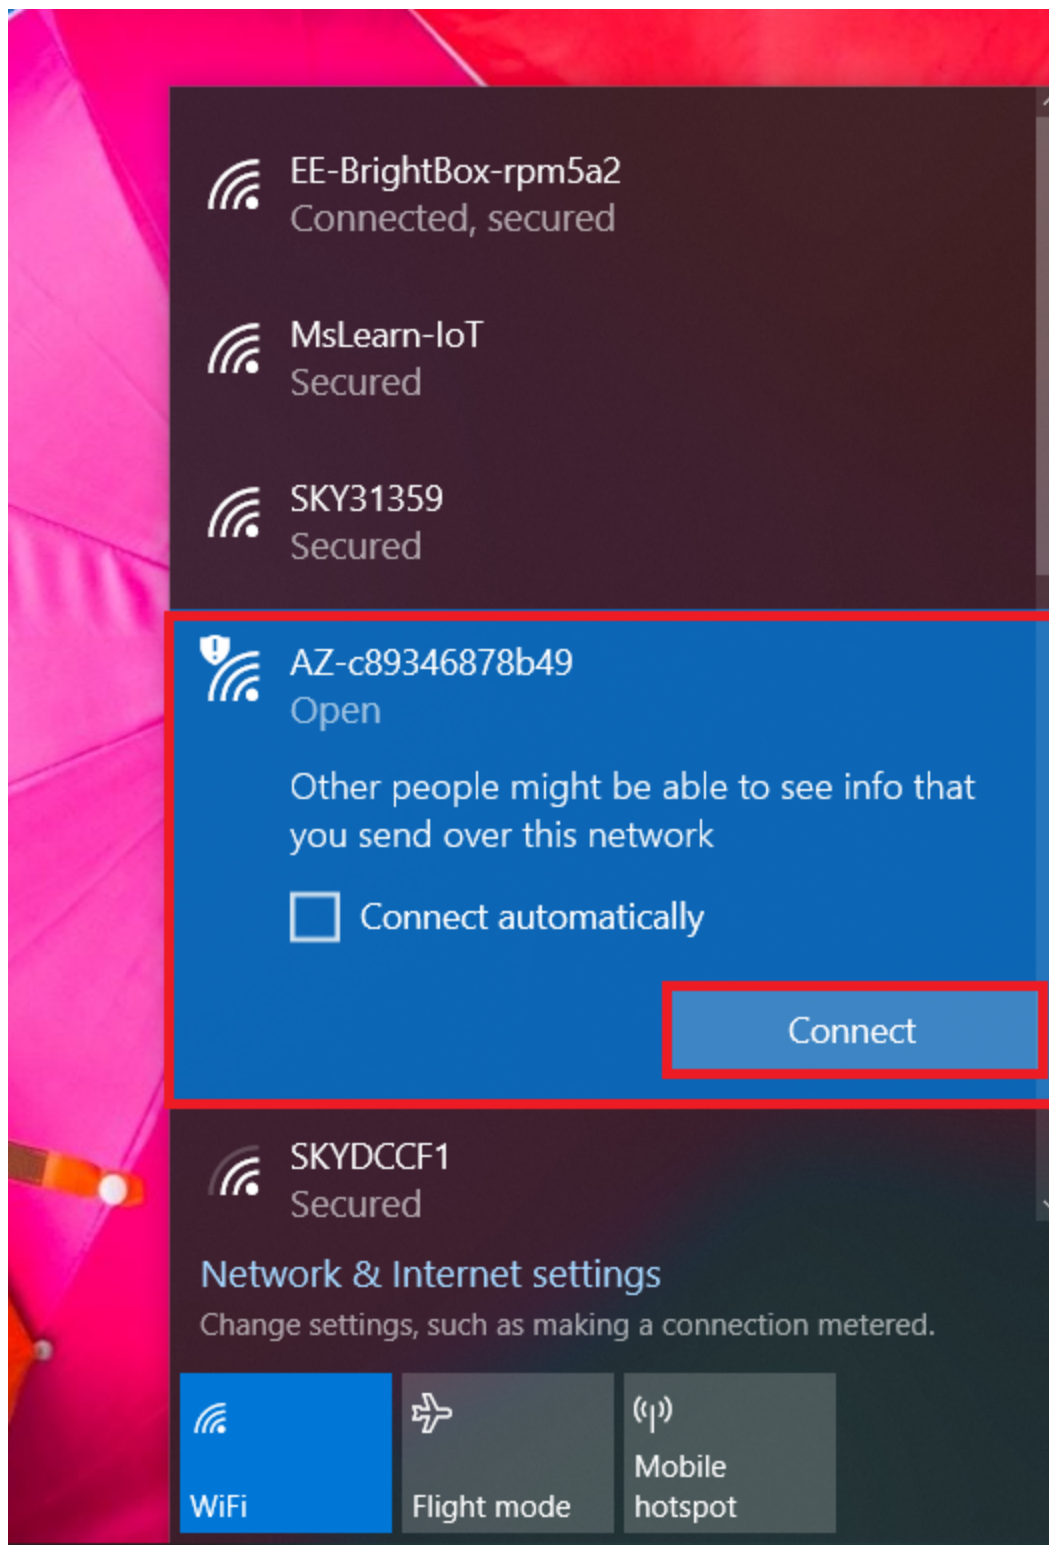 EE-BrightBox-rpm5a2
Connected, secured
MsLearn-IoT
Secured
SKY31359
Secured
AZ-c89346878b49
Open
Other people might be able to see info that
you send over this network
Connect automatically
Connect
SKYDCCF1
Secured
Network & Internet settings
Change settings, such as making a connection metered.
WiFi
Flight mode
Mobile
hotspot